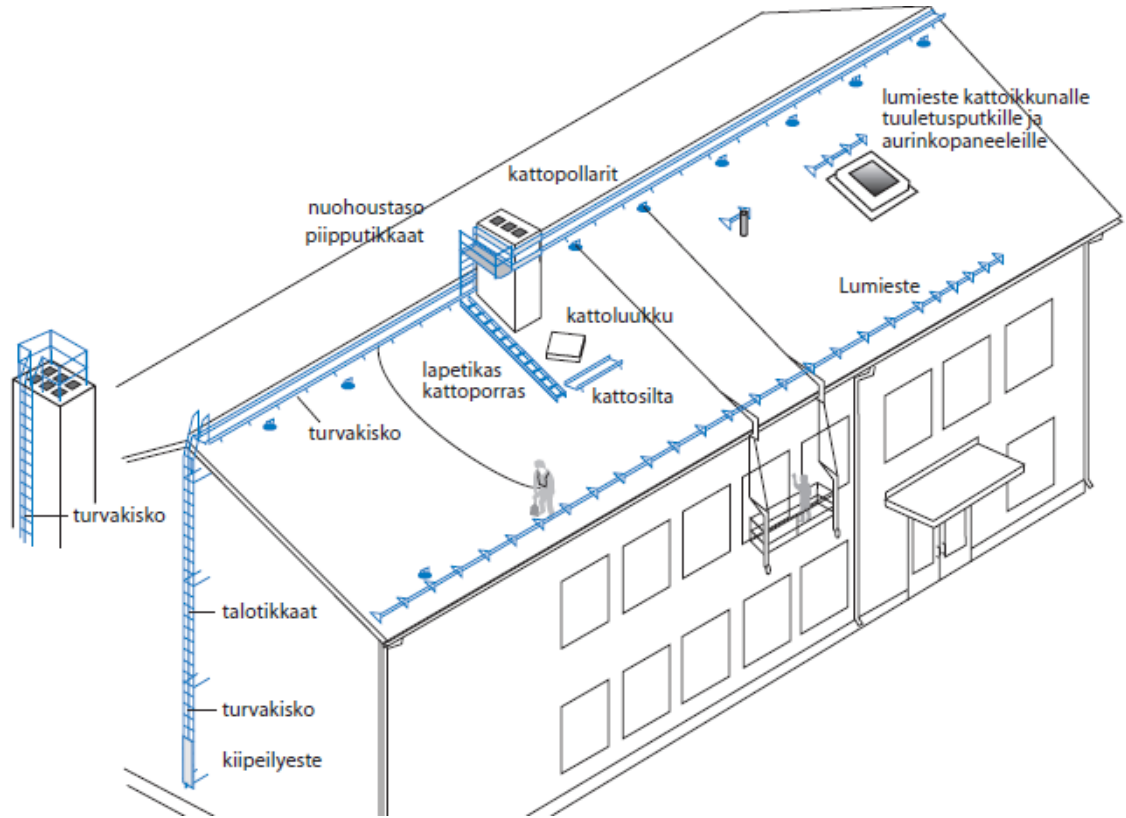 lumieste kattoikkunalle
tuuletusputkille ja
aurinkopaneeleille
kattopollarit
nuohoustaso
piipputikkaat
Lumieste
kattoluukku
lapetikas
kattoporras
kattosilta
turvakisko
turvakisko
talotikkaat
turvakisko
kiipeilyeste